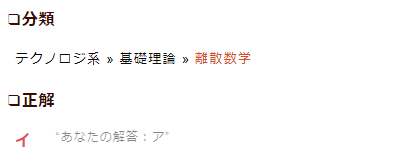 ❏分類
テクノロジ系 » 基礎理論 » 離散数学
❏正解
イ “あなたの解答：ア”